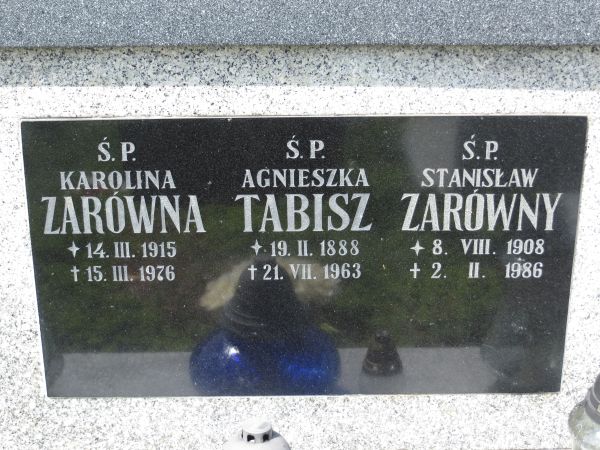 Ś. P.
KAROLINA
ZARÓWNA
✦ 14. III. 1915
† 15. III. 1976
Ś. P.
AGNIESZKA
TABISZ
✦ 19. II. 1888
† 21. VII. 1963
Ś. P.
STANISŁAW
ZARÓWNY
✦ 8. VIII. 1908
† 2. II. 1986